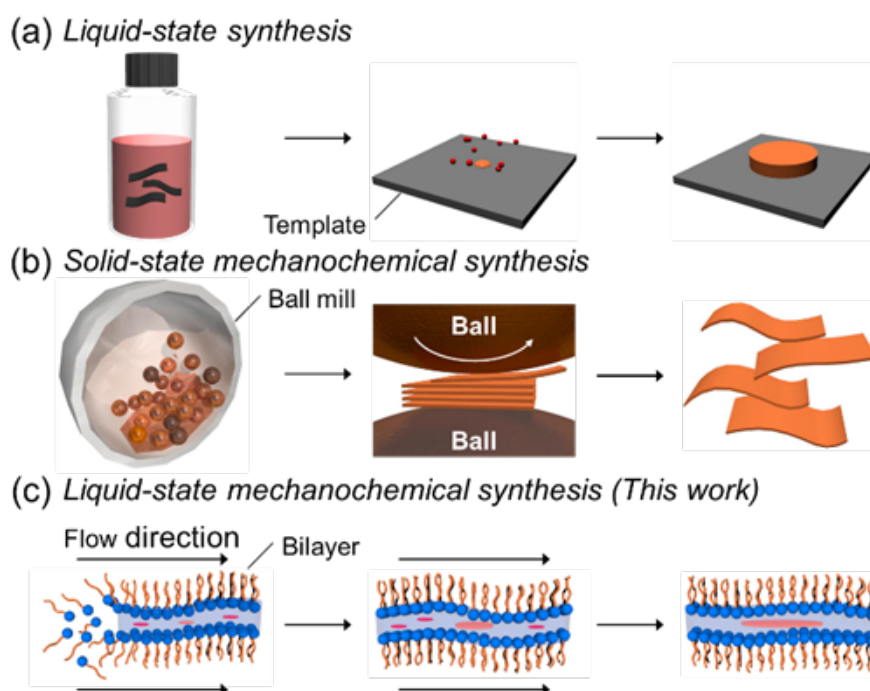 (a) Liquid-state synthesis
Template
(b) Solid-state mechanochemical synthesis
Ball mill
Ball
Ball
(c) Liquid-state mechanochemical synthesis (This work)
Flow direction
Bilayer